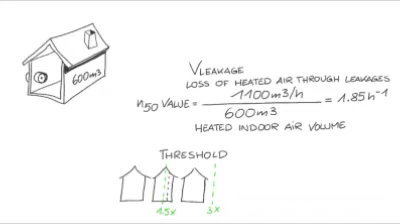 600m3
VLEAKAGE
LOSS OF HEATED AIR THROUGH LEAKAGES
n50 VALUE = 1100m3/h = 1.85h-1
600m3
HEATED INDOOR AIR VOLUME
THRESHOLD
1.5x 3x